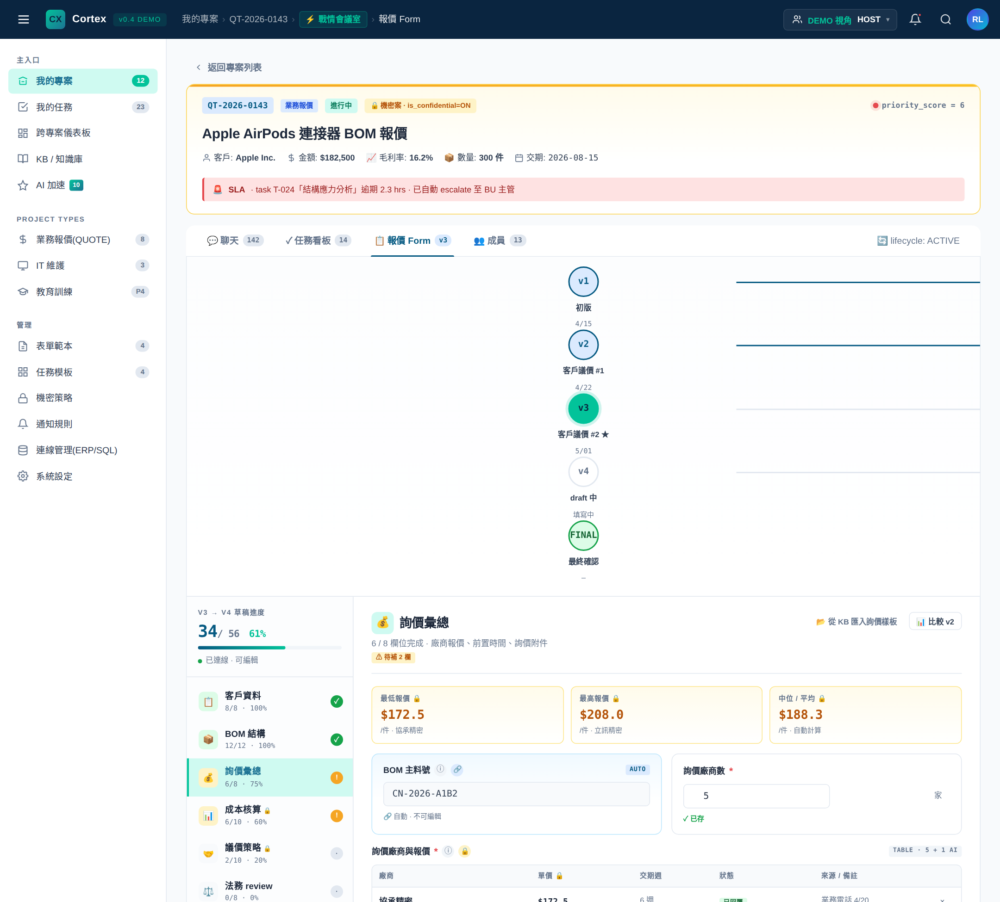 CX Cortex v0.4 DEMO 我的專案 › QT-2026-0143 › ⚡ 戰情會議室 › 報價 Form DEMO 視角 HOST ▾ RL
主入口
我的專案 12
我的任務 23
跨專案儀表板
KB / 知識庫
AI 加速 10
PROJECT TYPES
業務報價(QUOTE) 8
IT 維護 3
教育訓練 P4
管理
表單範本 4
任務模板 4
機密策略
通知規則
連線管理(ERP/SQL)
系統設定
返回專案列表
QT-2026-0143 業務報價 進行中 🔒 機密案 · is_confidential=ON priority_score = 6
Apple AirPods 連接器 BOM 報價
客戶: Apple Inc. 金額: $182,500 📈 毛利率: 16.2% 📦 數量: 300 件 交期: 2026-08-15
🚨 SLA · task T-024「結構應力分析」逾期 2.3 hrs · 已自動 escalate 至 BU 主管
💬 聊天 142 ✓ 任務看板 14 📋 報價 Form v3 👥 成員 13 🔄 lifecycle: ACTIVE
v1
初版
4/15
v2
客戶議價 #1
4/22
v3
客戶議價 #2 ★
5/01
v4
draft 中
填寫中
FINAL
最終確認
—
V3 → V4 草稿進度
34 / 56 61%
已連線 · 可編輯
📋 客戶資料
8/8 · 100% ✓
📦 BOM 結構
12/12 · 100% ✓
💰 詢價彙總
6/8 · 75% !
📊 成本核算 🔒
6/10 · 60% !
🤝 議價策略 🔒
2/10 · 20% ·
⚖️ 法務 review
0/8 · 0% ·
💰 詢價彙總 📂 從 KB 匯入詢價樣板 📊 比較 v2
6 / 8 欄位完成 · 廠商報價、前置時間、詢價附件
⚠ 待補 2 欄
最低報價 🔒
$172.5
/件 · 協承精密
最高報價 🔒
$208.0
/件 · 立訊精密
中位 / 平均 🔒
$188.3
/件 · 自動計算
BOM 主料號 ⓘ 🔗 AUTO
CN-2026-A1B2
🔗 自動 · 不可編輯
詢價廠商數 *
5 家
✓ 已存
詢價廠商與報價 * ⓘ 🔒 TABLE · 5 + 1 AI
廠商 單價 🔒 交期週 狀態 來源 / 備註
協承精密 $172.5 6 週 已回覆 業務電話 4/20 ×